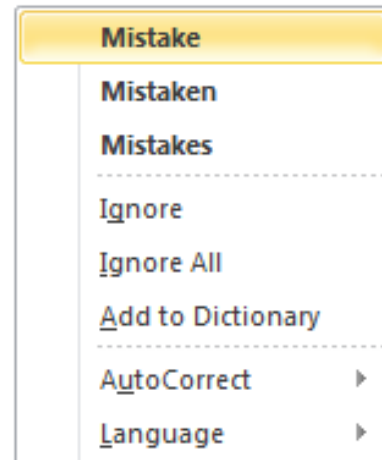 Mistake
Mistaken
Mistakes
Ignore
Ignore All
Add to Dictionary
AutoCorrect
Language